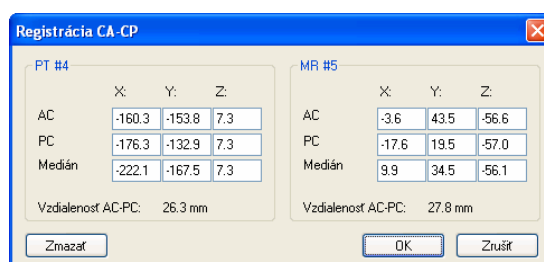 Registrácia CA-CP
PT #4
X: Y: Z:
AC -160.3 -153.8 7.3
PC -176.3 -132.9 7.3
Medián -222.1 -167.5 7.3
Vzdialenosť AC-PC: 26.3 mm
MR #5
X: Y: Z:
AC -3.6 43.5 -56.6
PC -17.6 19.5 -57.0
Medián 9.9 34.5 -56.1
Vzdialenosť AC-PC: 27.8 mm
Zmazať OK Zrušiť